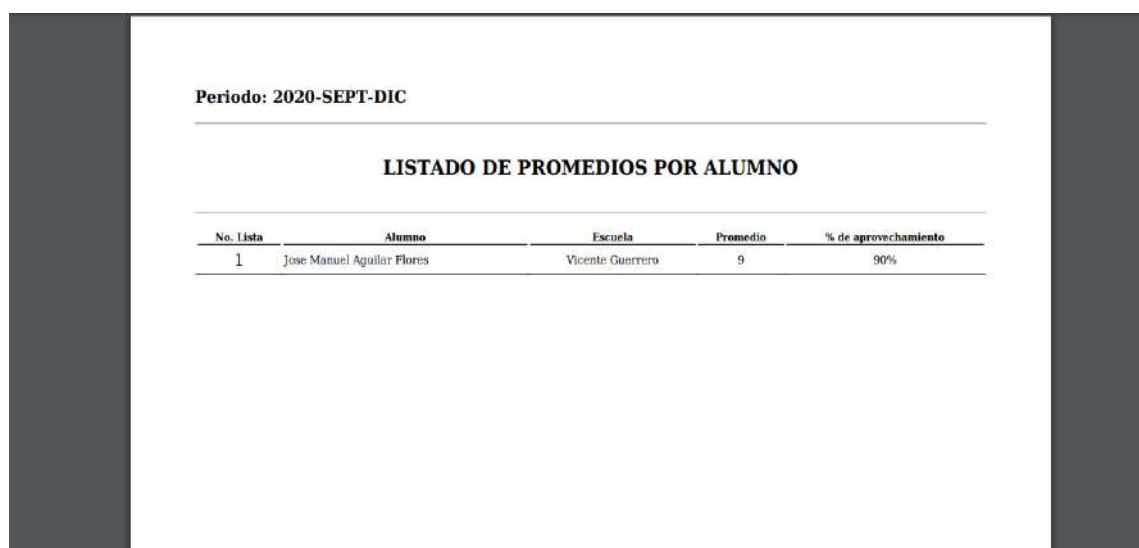 Periodo: 2020-SEPT-DIC
LISTADO DE PROMEDIOS POR ALUMNO
No. Lista Alumno Escuela Promedio % de aprovechamiento
1 Jose Manuel Aguilar Flores Vicente Guerrero 9 90%